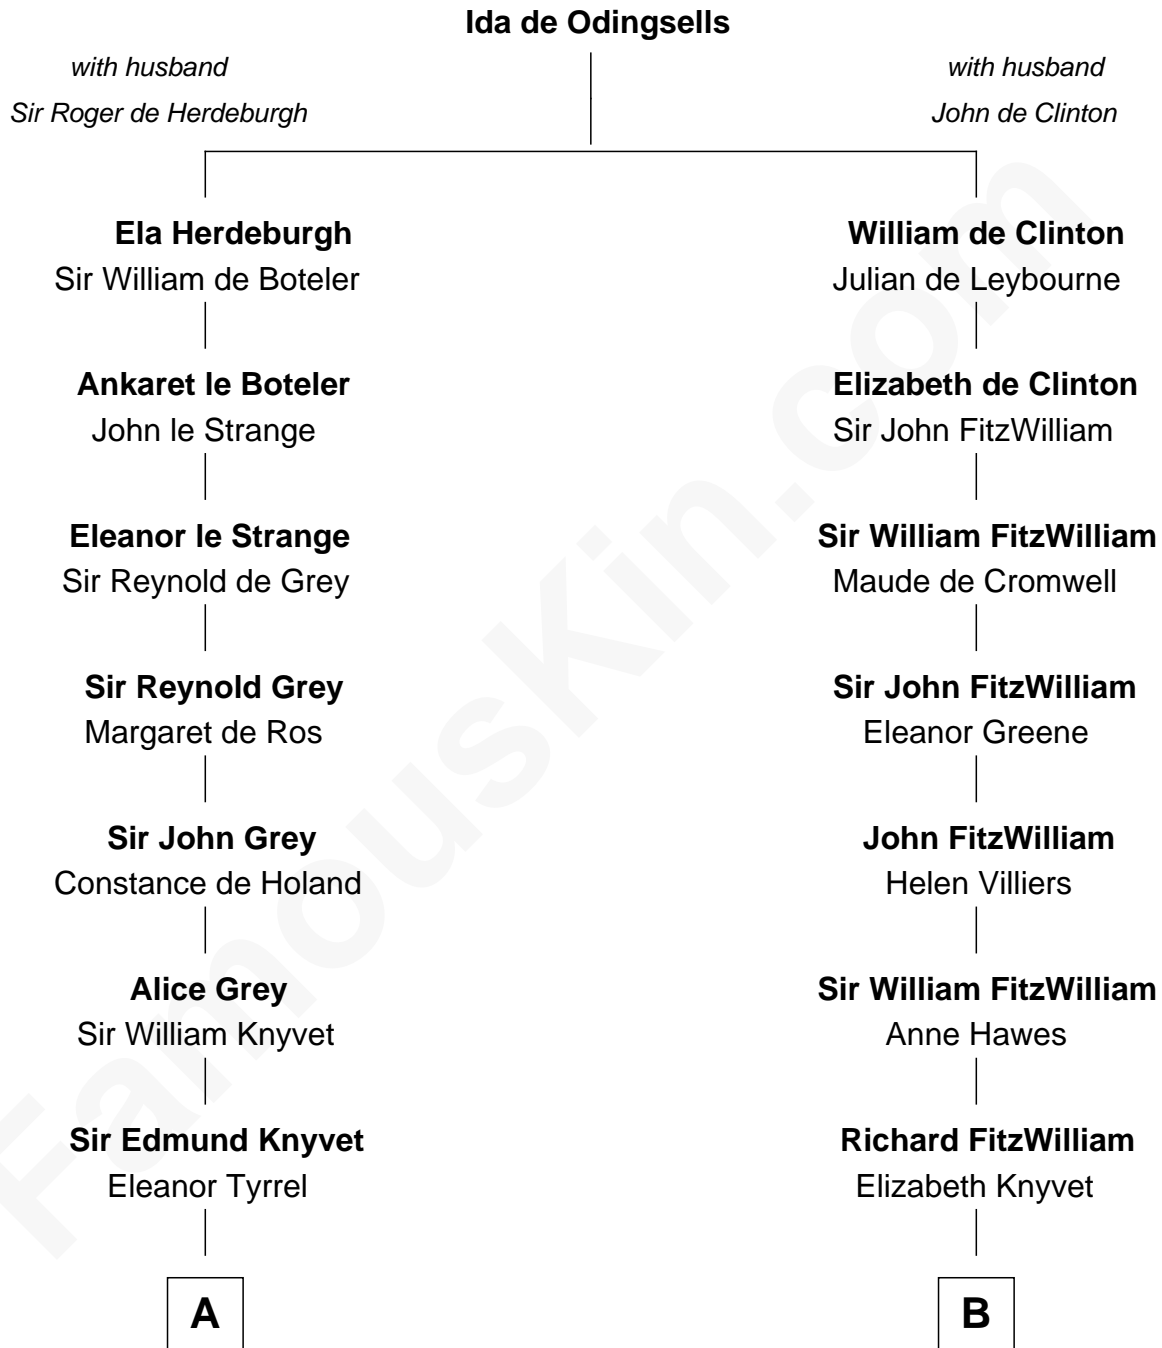 Ida de Odingsells
with husband
Sir Roger de Herdeburgh
with husband
John de Clinton
Ela Herdeburgh
Sir William de Boteler
William de Clinton
Julian de Leybourne
Ankaret le Boteler
John le Strange
Elizabeth de Clinton
Sir John FitzWilliam
Eleanor le Strange
Sir Reynold de Grey
Sir William FitzWilliam
Maude de Cromwell
Sir Reynold Grey
Margaret de Ros
Sir John FitzWilliam
Eleanor Greene
Sir John Grey
Constance de Holand
John FitzWilliam
Helen Villiers
Alice Grey
Sir William Knyvet
Sir William FitzWilliam
Anne Hawes
Sir Edmund Knyvet
Eleanor Tyrrel
Richard FitzWilliam
Elizabeth Knyvet
A
B
FamousKin.com